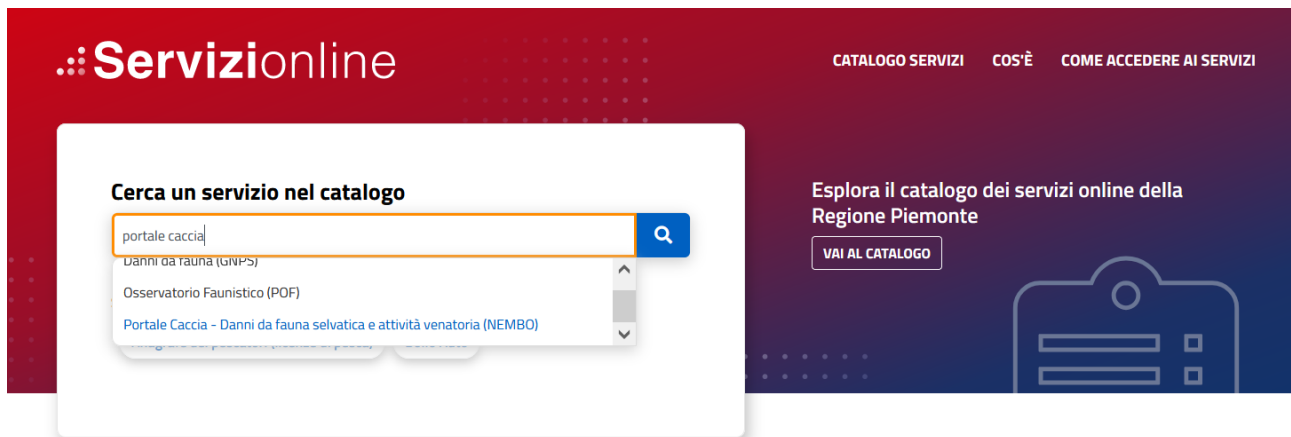 Servizionline
CATALOGO SERVIZI COS'È COME ACCEDERE AI SERVIZI
Cerca un servizio nel catalogo
portale caccia
Danni da fauna (GNPS)
Osservatorio Faunistico (POF)
Portale Caccia - Danni da fauna selvatica e attività venatoria (NEMBO)
Esplora il catalogo dei servizi online della
Regione Piemonte
VAI AL CATALOGO